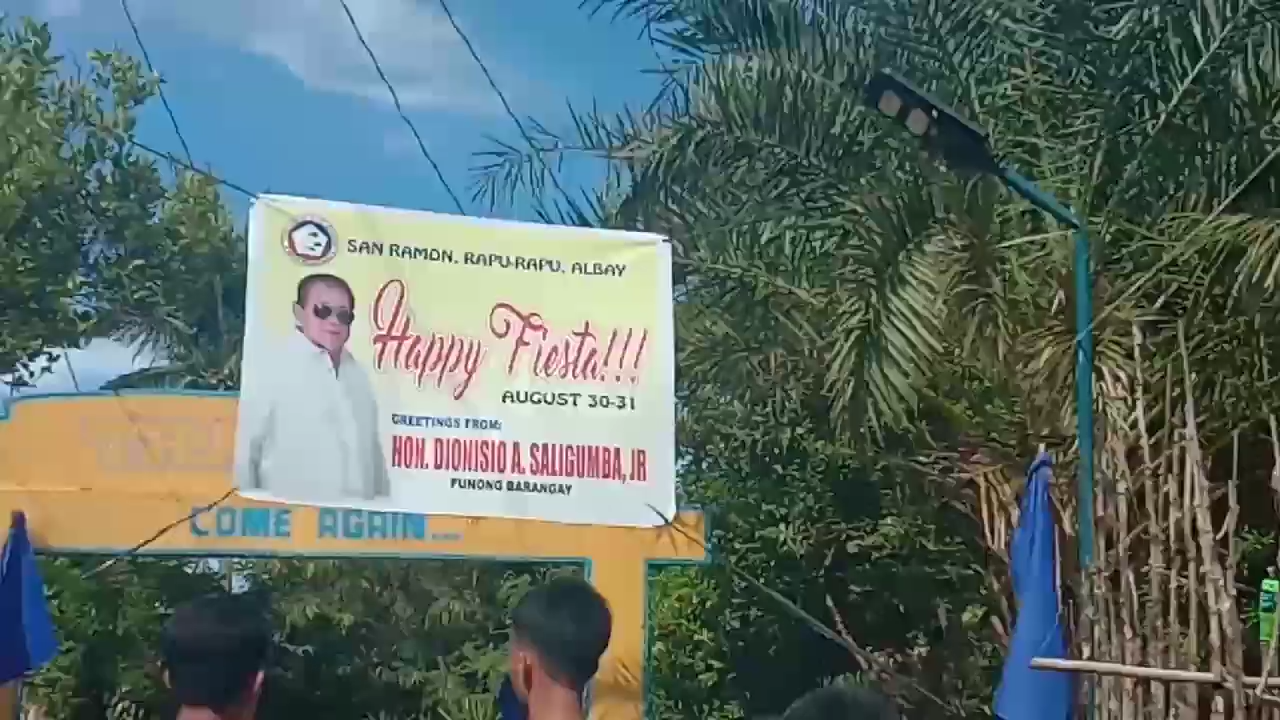 SAN RAMON, RAPU-RAPU, ALBAY
Happy Fiesta!!!
AUGUST 30-31
GREETINGS FROM:
HON. DIONISIO A. SALIGUMBA, JR
PUNONG BARANGAY
COME AGAIN...